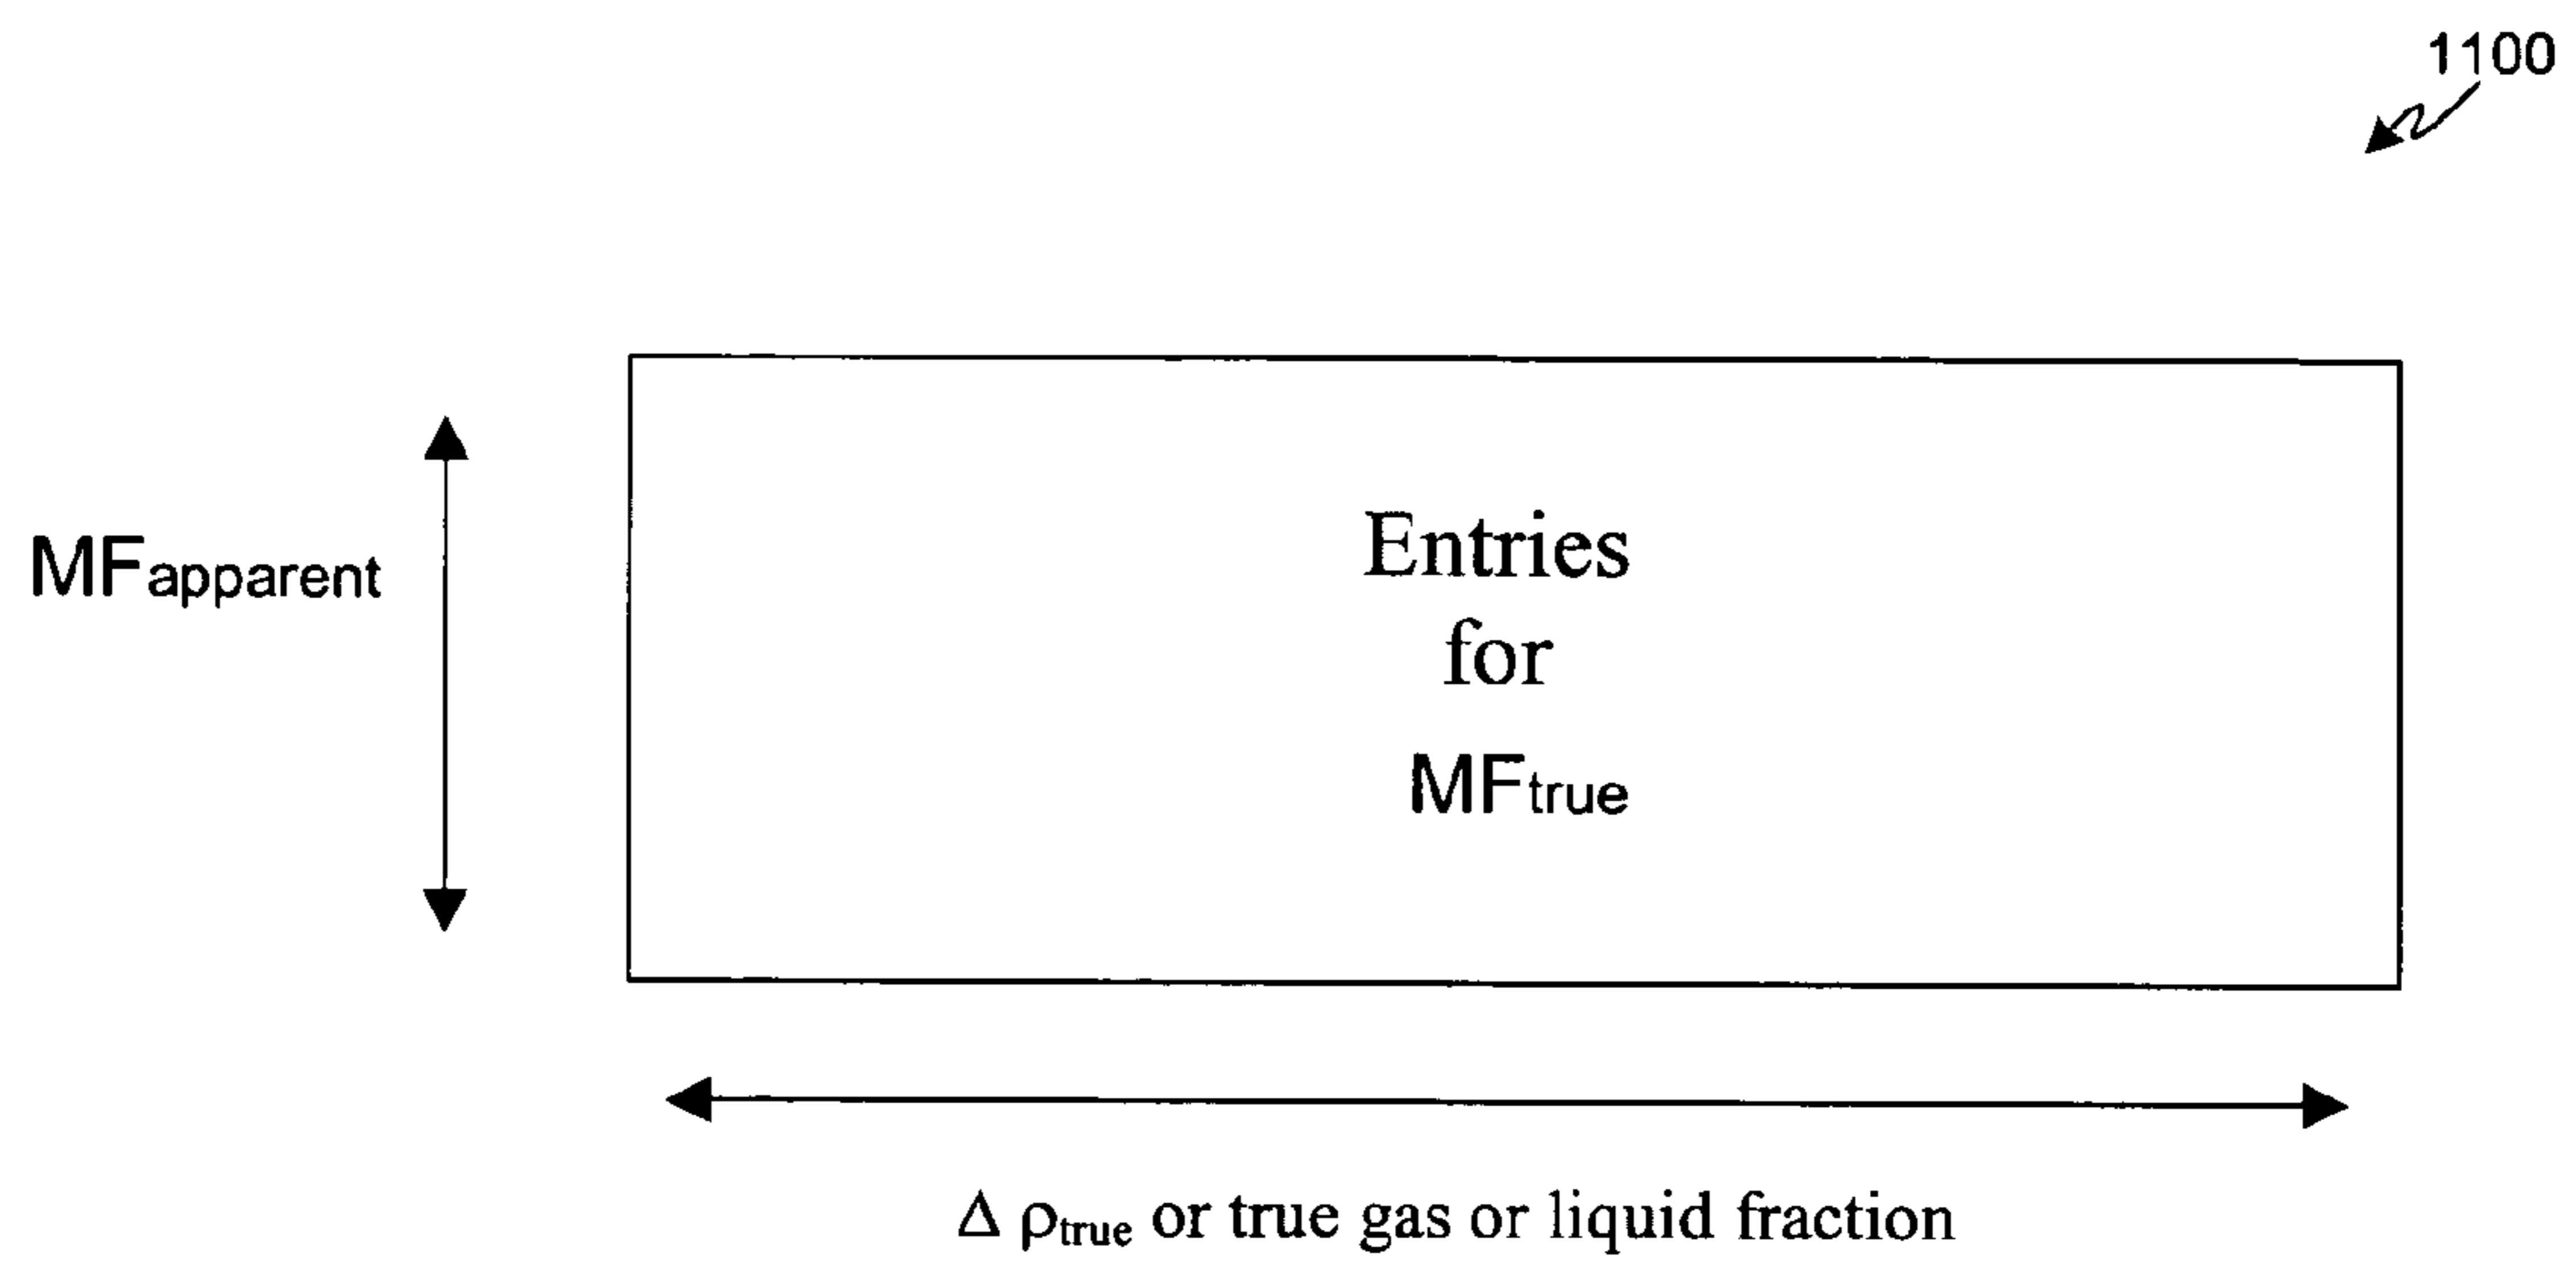 1100
MFapparent
Entries
for
MFtrue
Δ ρtrue or true gas or liquid fraction